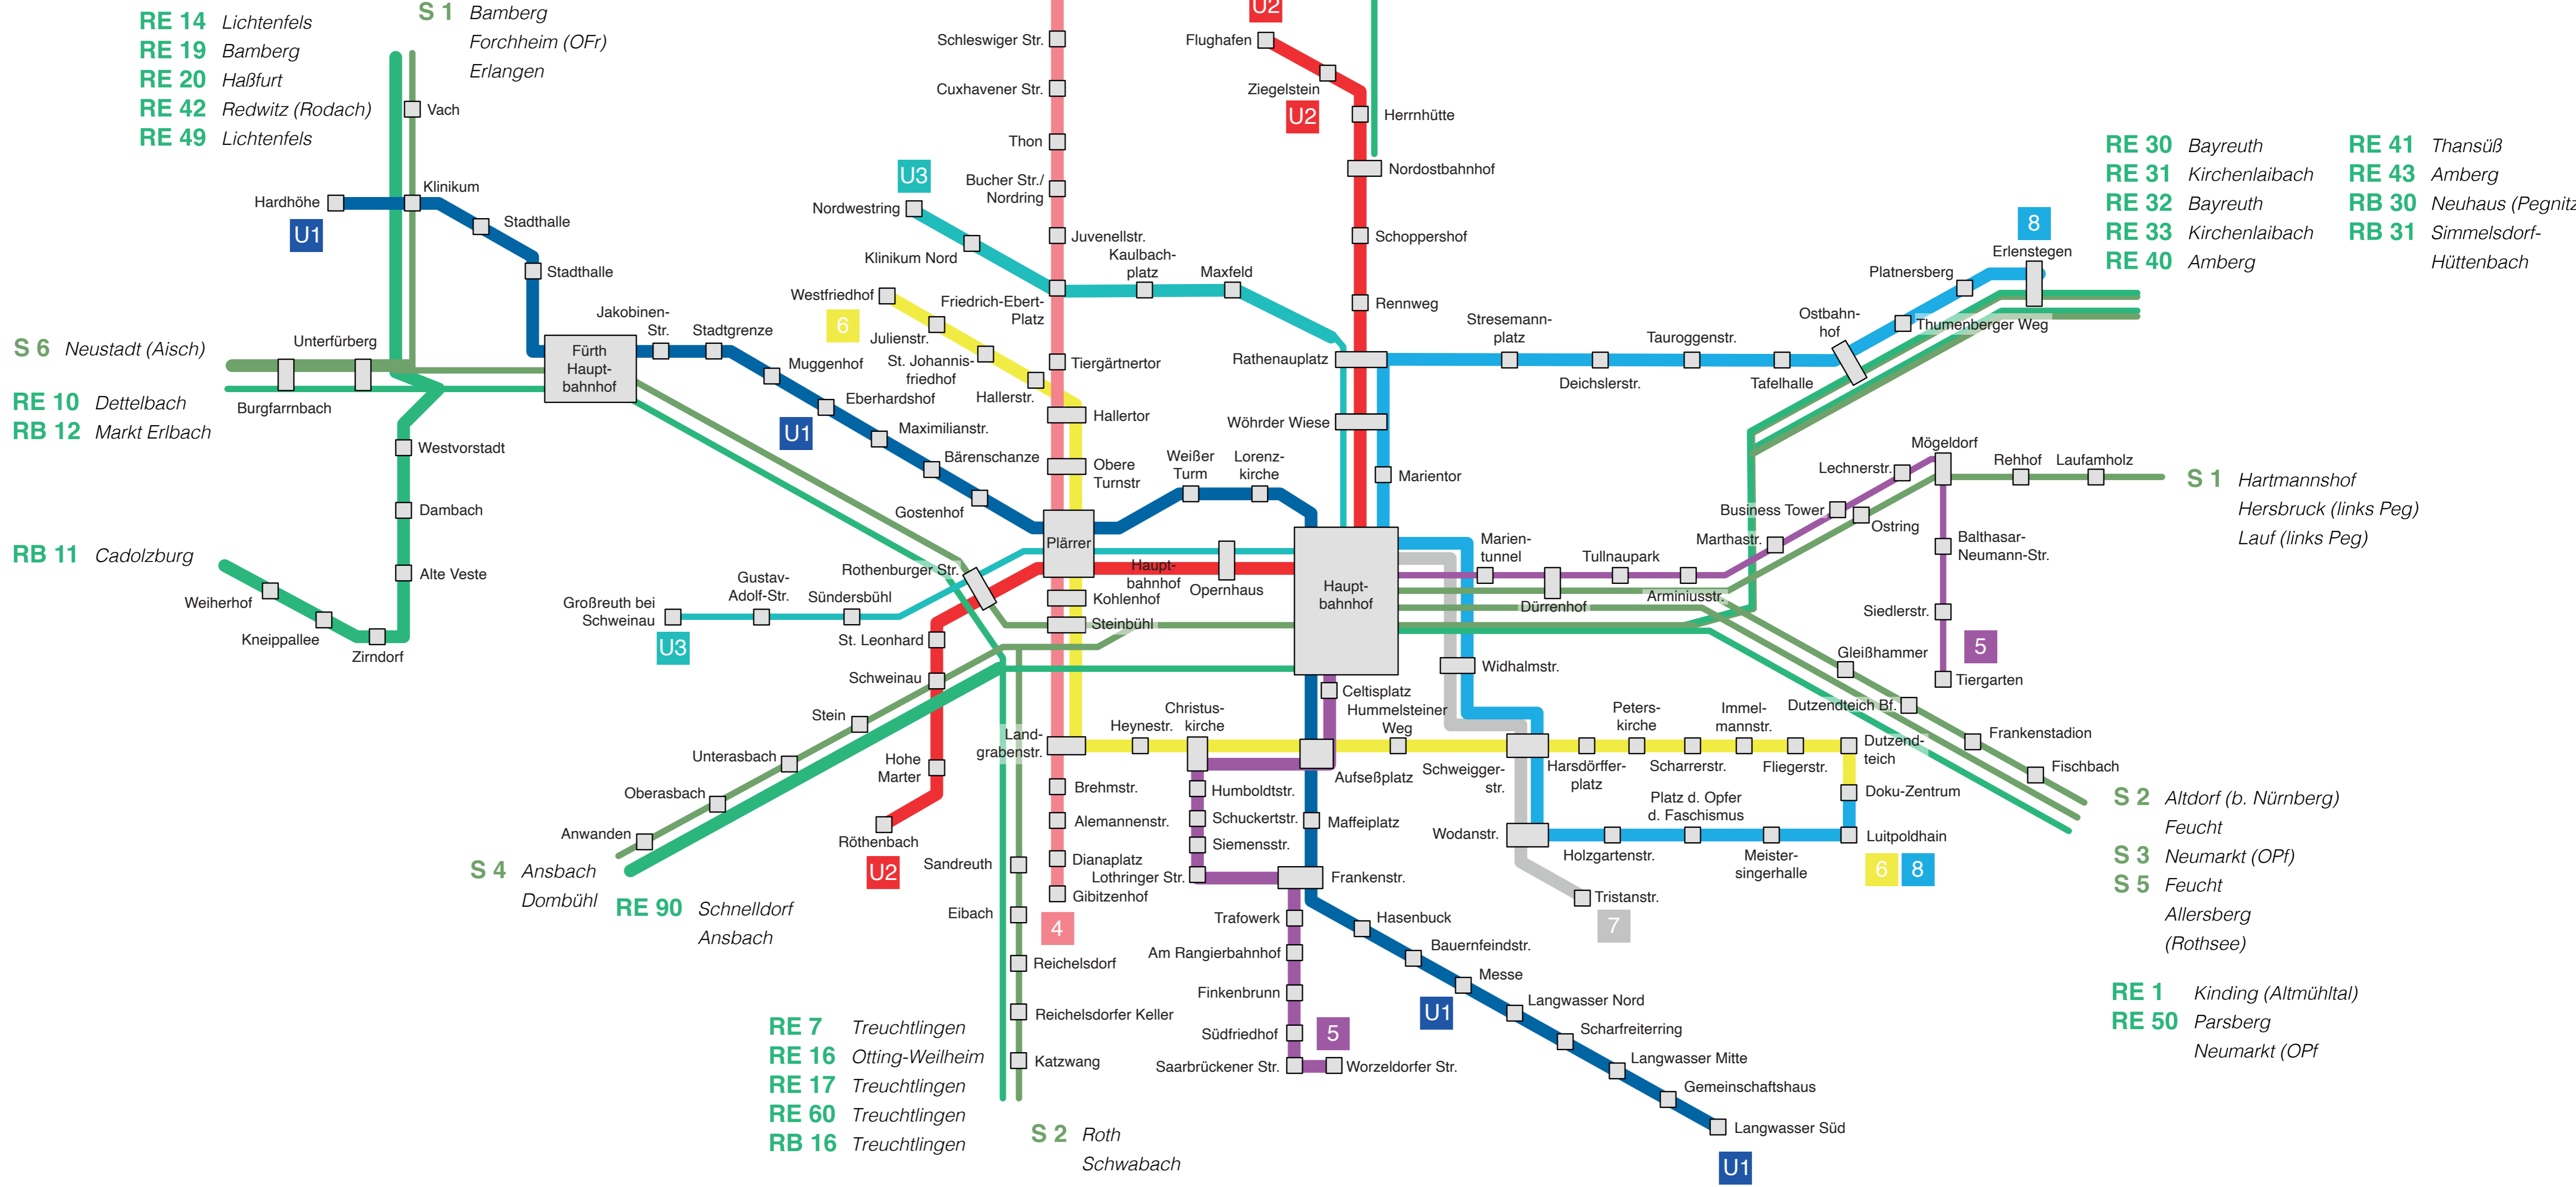 RE 14 Lichtenfels
RE 19 Bamberg
RE 20 Haßfurt
RE 42 Redwitz (Rodach)
RE 49 Lichtenfels
S 1 Bamberg
Forchheim (OFr)
Erlangen
Vach
Klinikum
Hardhöhe
U1
Stadthalle
Stadthalle
Unterfürberg
S 6 Neustadt (Aisch)
Burgfarrnbach
RE 10 Dettelbach
RB 12 Markt Erlbach
Fürth
Haupt-
bahnhof
Jakobinen-
Str.
Stadtgrenze
Muggenhof
Eberhardshof
U1
Maximilianstr.
Bärenschanze
Gostenhof
Westvorstadt
Dambach
Alte Veste
RB 11 Cadolzburg
Weiherhof
Kneippallee
Zirndorf
Schleswiger Str.
Cuxhavener Str.
Thon
Bucher Str./
Nordring
Juvenellstr.
Kaulbach-
platz
Maxfeld
U3
Nordwestring
Klinikum Nord
Friedrich-Ebert-
Platz
Westfriedhof
6
Julienstr.
St. Johannis-
friedhof
Hallerstr.
Tiergärtnertor
Hallertor
Obere
Turnstr
Weißer
Turm
Lorenz-
kirche
Plärrer
U2
Flughafen
Ziegelstein
U2
Herrnhütte
Nordostbahnhof
Schoppershof
Rennweg
Rathenauplatz
Wöhrder Wiese
Marientor
Stresemann-
platz
Deichslerstr.
Tauroggenstr.
Tafelhalle
Ostbahn-
hof
Thumenberger Weg
Platnersberg
Erlenstegen
8
RE 30 Bayreuth
RE 31 Kirchenlaibach
RE 32 Bayreuth
RE 33 Kirchenlaibach
RE 40 Amberg
RE 41 Thansüß
RE 43 Amberg
RB 30 Neuhaus (Pegnitz
RB 31 Simmelsdorf-
Hüttenbach
Mögeldorf
Lechnerstr.
Rehhof
Laufamholz
S 1 Hartmannshof
Hersbruck (links Peg)
Lauf (links Peg)
Business Tower
Ostring
Marthastr.
Balthasar-
Neumann-Str.
Siedlerstr.
5
Tiergarten
Marien-
tunnel
Dürrenhof
Tullnaupark
Arminiusstr.
Haupt-
bahnhof
Haupt-
bahnhof
Opernhaus
Rothenburger Str.
Gustav-
Adolf-Str.
Sündersbühl
Großreuth bei
Schweinau
U3
Kohlenhof
Steinbühl
St. Leonhard
Schweinau
Hohe
Marter
Röthenbach
U2
Stein
Unterasbach
Oberasbach
Anwanden
S 4 Ansbach
Dombühl
RE 90 Schnelldorf
Ansbach
Land-
grabenstr.
Heynestr.
Christus-
kirche
Celtisplatz
Hummelsteiner
Weg
Aufseßplatz
Widhalmstr.
Schweigger-
str.
Harsdörffer-
platz
Peters-
kirche
Scharrerstr.
Immel-
mannstr.
Fliegerstr.
Dutzend-
teich
Doku-Zentrum
Luitpoldhain
6
8
Gleißhammer
Dutzendteich Bf.
Frankenstadion
Fischbach
S 2 Altdorf (b. Nürnberg)
Feucht
S 3 Neumarkt (OPf)
S 5 Feucht
Allersberg
(Rothsee)
RE 1 Kinding (Altmühltal)
RE 50 Parsberg
Neumarkt (OPf
Wodanstr.
Holzgartenstr.
Platz d. Opfer
d. Faschismus
Meister-
singerhalle
Tristanstr.
7
Brehmstr.
Alemannenstr.
Dianaplatz
Gibitzenhof
4
Humboldtstr.
Schuckertstr.
Siemensstr.
Lothringer Str.
Maffeiplatz
Frankenstr.
Trafowerk
Am Rangierbahnhof
Finkenbrunn
Südfriedhof
5
Saarbrückener Str.
Worzeldorfer Str.
Hasenbuck
Bauernfeindstr.
Messe
U1
Langwasser Nord
Scharfreiterring
Langwasser Mitte
Gemeinschaftshaus
Langwasser Süd
U1
Sandreuth
Eibach
Reichelsdorf
Reichelsdorfer Keller
Katzwang
RE 7 Treuchtlingen
RE 16 Otting-Weilheim
RE 17 Treuchtlingen
RE 60 Treuchtlingen
RB 16 Treuchtlingen
S 2 Roth
Schwabach